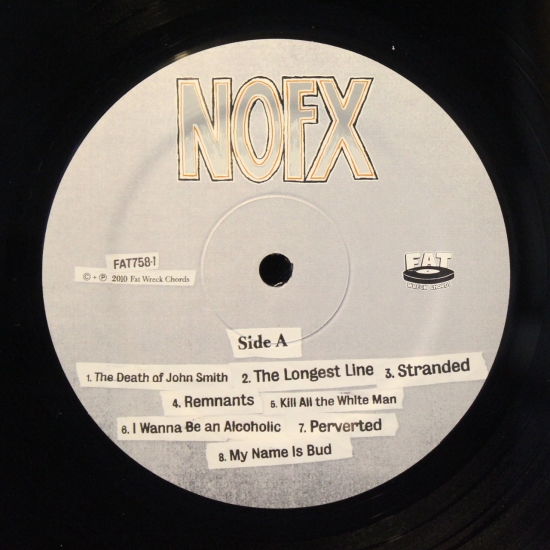 NOFX
FAT758-1
© + ℗ 2010 Fat Wreck Chords
FAT
WRECK CHORDS
Side A
1. The Death of John Smith 2. The Longest Line 3. Stranded
4. Remnants 5. Kill All the White Man
6. I Wanna Be an Alcoholic 7. Perverted
8. My Name Is Bud